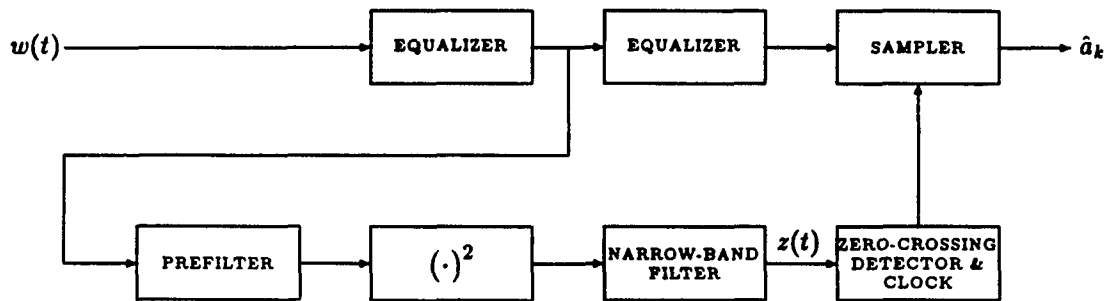 w(t)
EQUALIZER
EQUALIZER
SAMPLER
â_k
PREFILTER
(·)²
NARROW-BAND
FILTER
z(t)
ZERO-CROSSING
DETECTOR &
CLOCK